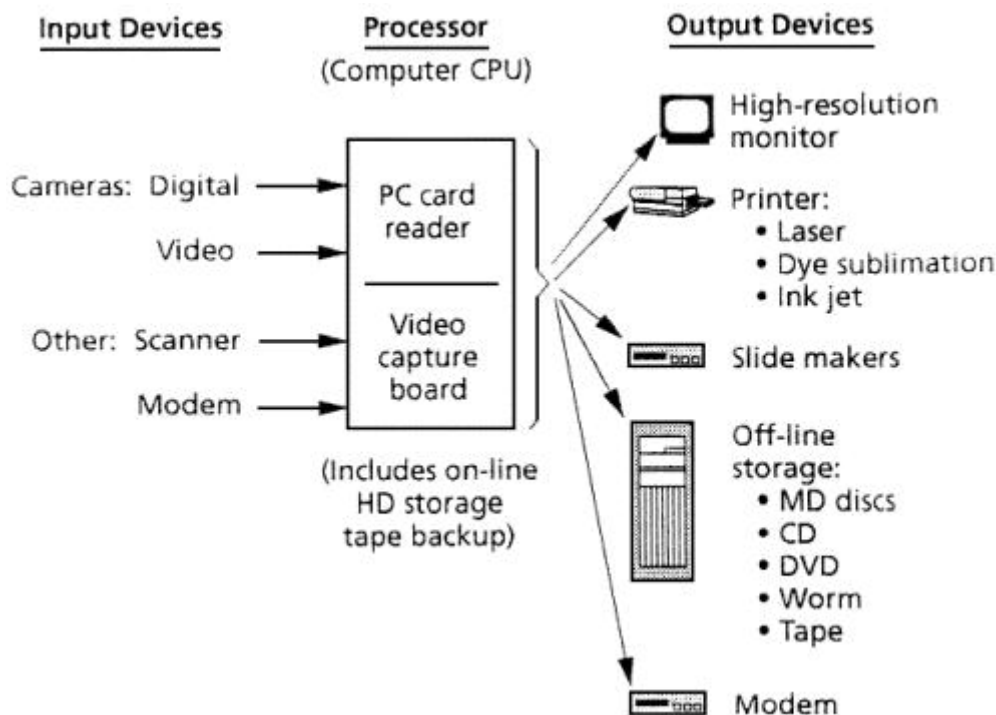 Input Devices
Processor
(Computer CPU)
Output Devices
Cameras: Digital
Video
Other: Scanner
Modem
PC card
reader
Video
capture
board
(Includes on-line
HD storage
tape backup)
High-resolution
monitor
Printer:
• Laser
• Dye sublimation
• Ink jet
Slide makers
Off-line
storage:
• MD discs
• CD
• DVD
• Worm
• Tape
Modem